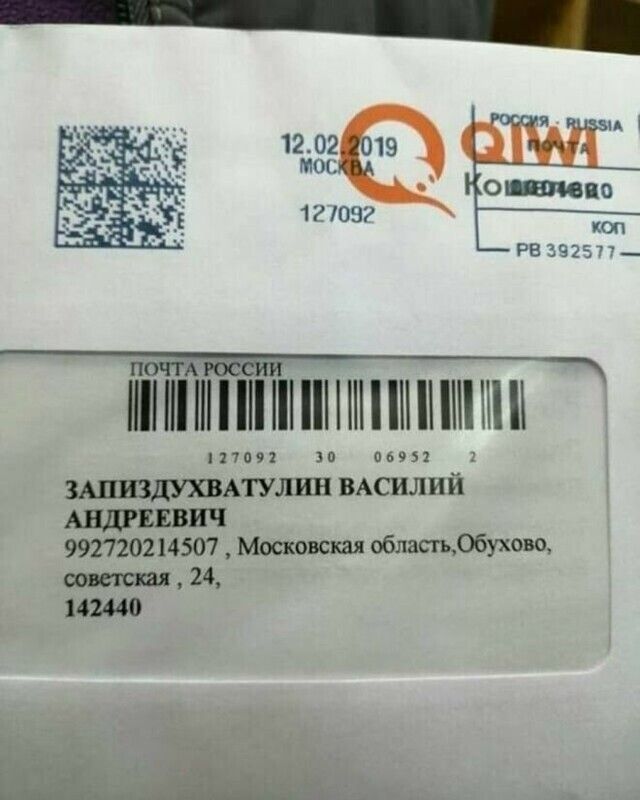 12.02.2019
МОСКВА
127092
QIWI
Кошелек
РОССИЯ - RUSSIA
ПОЧТА
КОП
РВ 392577
ПОЧТА РОССИИ
127092 30 06952 2
ЗАПИЗДУХВАТУЛИН ВАСИЛИЙ
АНДРЕЕВИЧ
992720214507 , Московская область,Обухово,
советская , 24,
142440